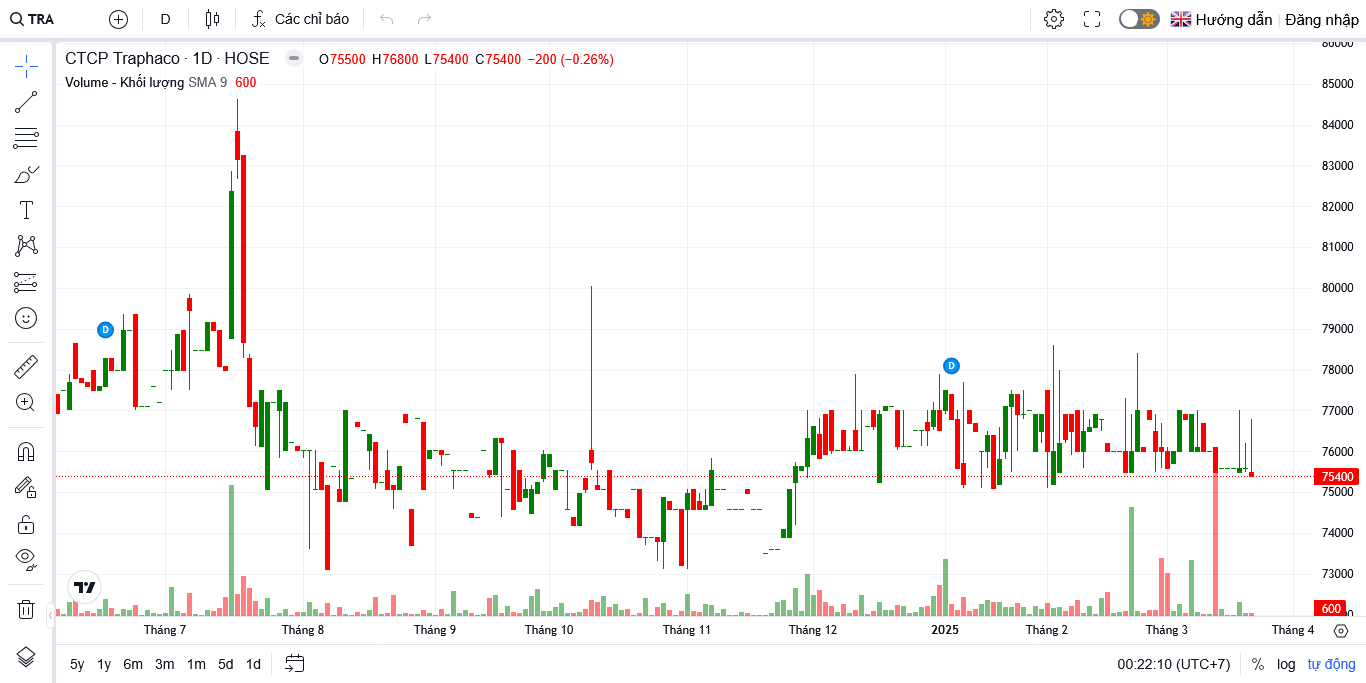 TRA
D
Các chỉ báo
Hướng dẫn
Đăng nhập
CTCP Traphaco · 1D · HOSE
O75500 H76800 L75400 C75400 −200 (−0.26%)
Volume - Khối lượng SMA 9 600
86000
85000
84000
83000
82000
81000
80000
79000
78000
77000
76000
75400
75000
74000
73000
600
D
D
T
Tháng 7
Tháng 8
Tháng 9
Tháng 10
Tháng 11
Tháng 12
2025
Tháng 2
Tháng 3
Tháng 4
5y 1y 6m 3m 1m 5d 1d
00:22:10 (UTC+7)
%
log
tự động